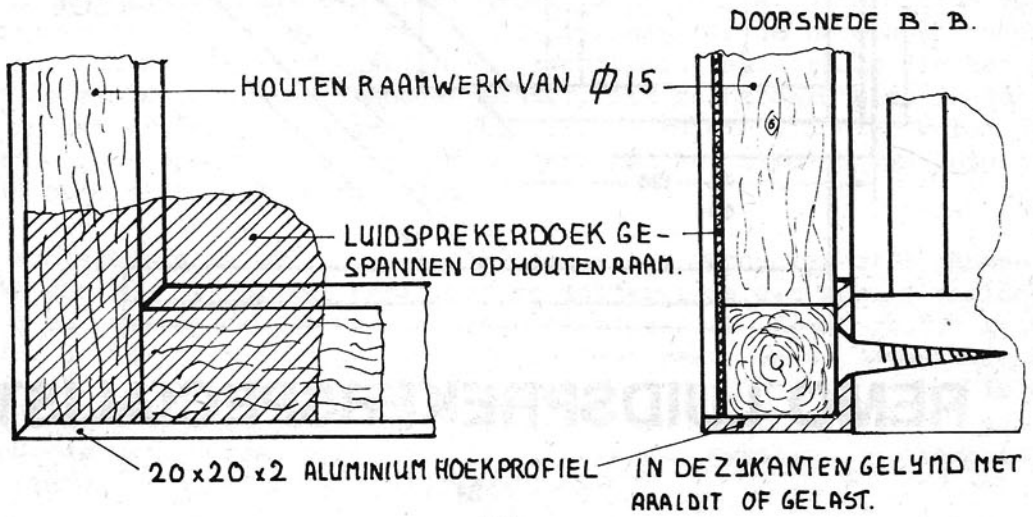 DOORSNEDE B-B.
HOUTEN RAAMWERK VAN ⌀ 15
LUIDSPREKERDOEK GE-
SPANNEN OP HOUTEN RAAM.
20x20x2 ALUMINIUM HOEKPROFIEL
IN DE ZYKANTEN GELYMD MET
ARALDIT OF GELAST.